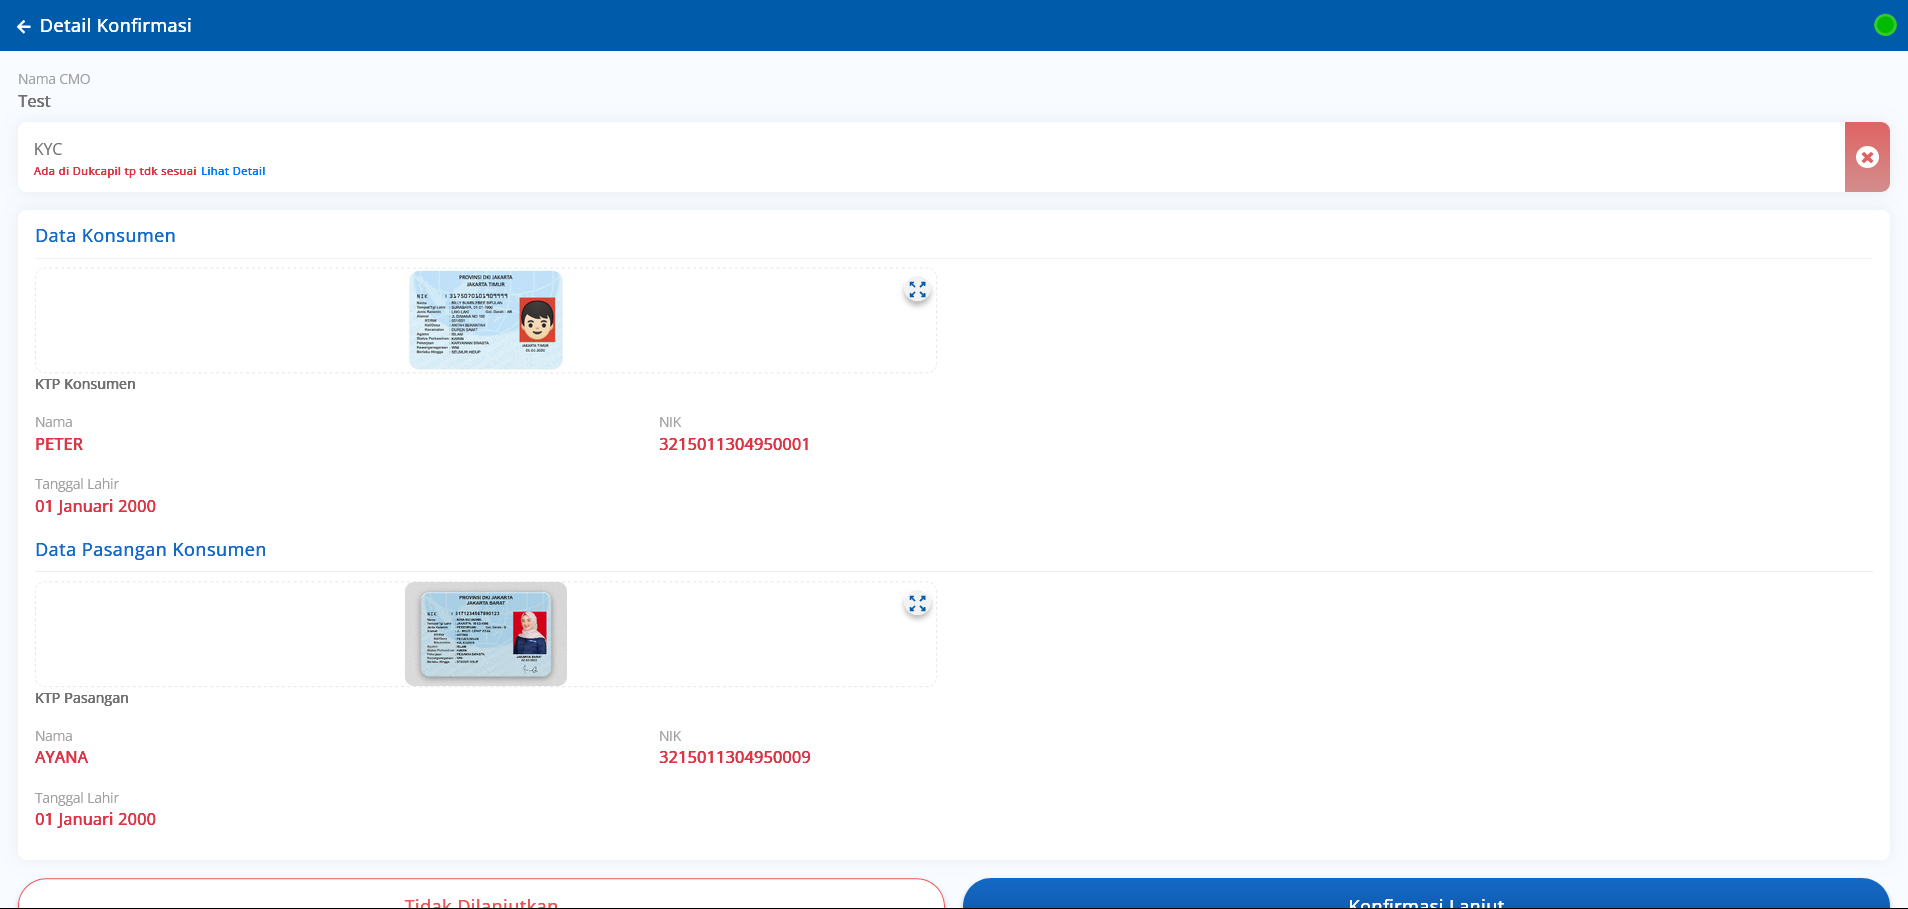 Detail Konfirmasi
Nama CMO
Test
KYC
Ada di Dukcapil tp tdk sesuai Lihat Detail
Data Konsumen
PROVINSI DKI JAKARTA
JAKARTA TIMUR
NIK : 3175070101909999
KTP Konsumen
Nama
PETER
NIK
3215011304950001
Tanggal Lahir
01 Januari 2000
Data Pasangan Konsumen
PROVINSI DKI JAKARTA
JAKARTA BARAT
NIK : 3171234567890123
KTP Pasangan
Nama
AYANA
NIK
3215011304950009
Tanggal Lahir
01 Januari 2000
Tidak Dilanjutkan
Konfirmasi Lanjut